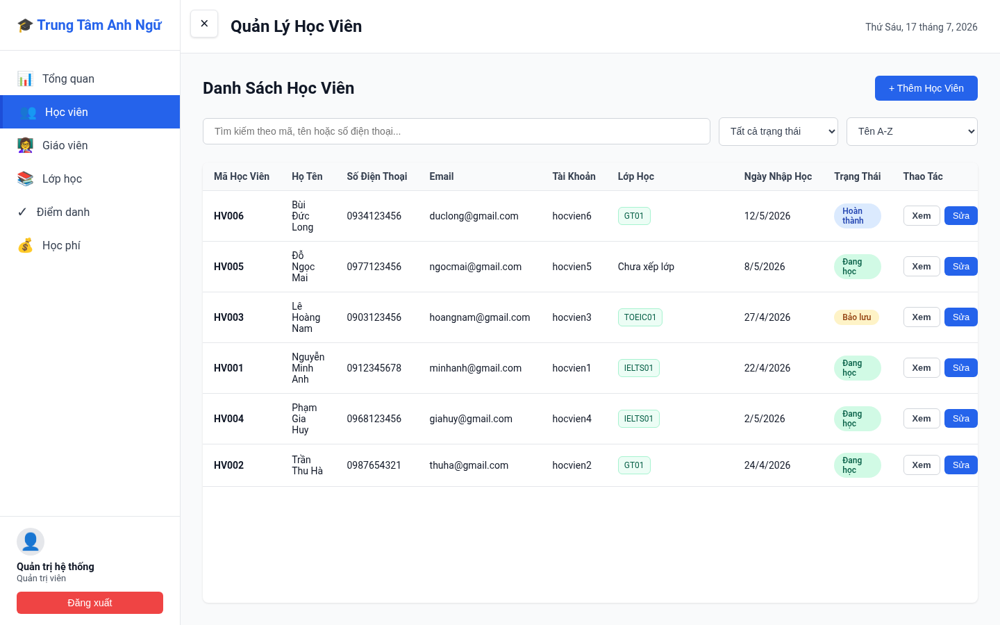 Trung Tâm Anh Ngữ
Tổng quan
Học viên
Giáo viên
Lớp học
Điểm danh
Học phí
Quản trị hệ thống
Quản trị viên
Đăng xuất
×
Quản Lý Học Viên
Thứ Sáu, 17 tháng 7, 2026
Danh Sách Học Viên
+ Thêm Học Viên
Tìm kiếm theo mã, tên hoặc số điện thoại...
Tất cả trạng thái
Tên A-Z
Mã Học Viên Họ Tên Số Điện Thoại Email Tài Khoản Lớp Học Ngày Nhập Học Trạng Thái Thao Tác
HV006 Bùi Đức Long 0934123456 duclong@gmail.com hocvien6 GT01 12/5/2026 Hoàn thành Xem Sửa
HV005 Đỗ Ngọc Mai 0977123456 ngocmai@gmail.com hocvien5 Chưa xếp lớp 8/5/2026 Đang học Xem Sửa
HV003 Lê Hoàng Nam 0903123456 hoangnam@gmail.com hocvien3 TOEIC01 27/4/2026 Bảo lưu Xem Sửa
HV001 Nguyễn Minh Anh 0912345678 minhanh@gmail.com hocvien1 IELTS01 22/4/2026 Đang học Xem Sửa
HV004 Phạm Gia Huy 0968123456 giahuy@gmail.com hocvien4 IELTS01 2/5/2026 Đang học Xem Sửa
HV002 Trần Thu Hà 0987654321 thuha@gmail.com hocvien2 GT01 24/4/2026 Đang học Xem Sửa